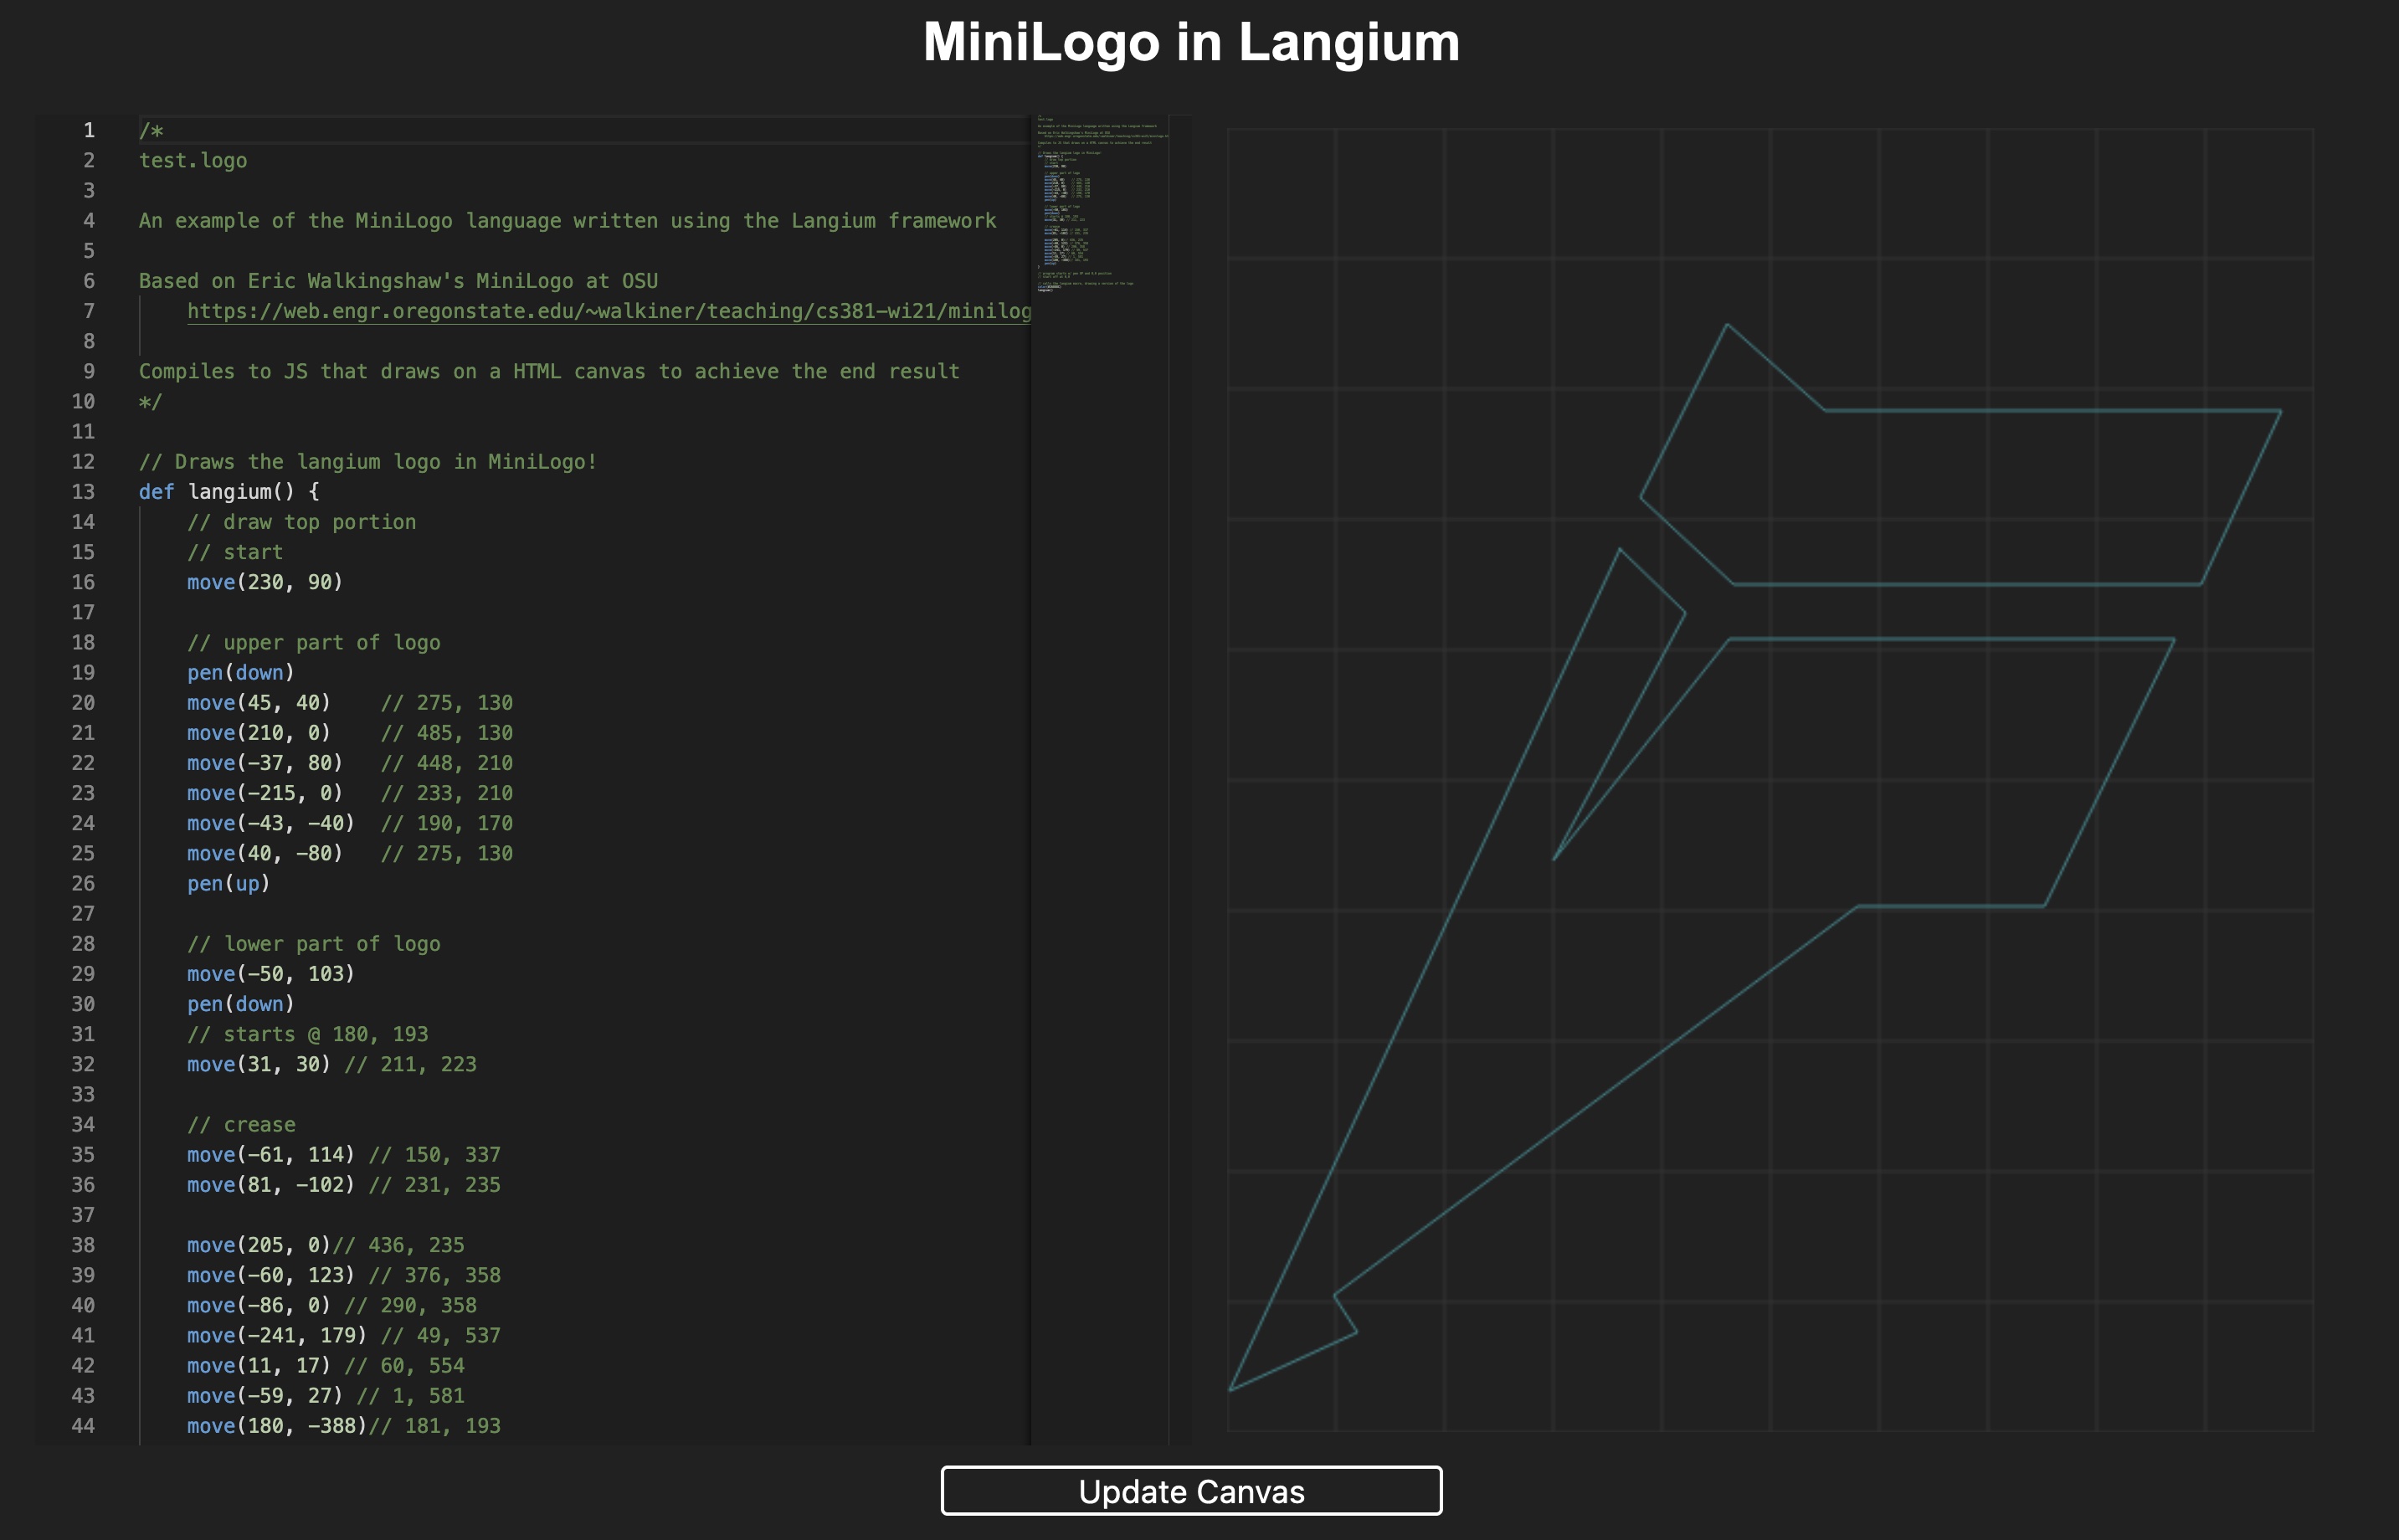 MiniLogo in Langium
1 /*
2 test.logo
3
4 An example of the MiniLogo language written using the Langium framework
5
6 Based on Eric Walkingshaw's MiniLogo at OSU
7 https://web.engr.oregonstate.edu/~walkiner/teaching/cs381-wi21/minilog
8
9 Compiles to JS that draws on a HTML canvas to achieve the end result
10 */
11
12 // Draws the langium logo in MiniLogo!
13 def langium() {
14 // draw top portion
15 // start
16 move(230, 90)
17
18 // upper part of logo
19 pen(down)
20 move(45, 40) // 275, 130
21 move(210, 0) // 485, 130
22 move(-37, 80) // 448, 210
23 move(-215, 0) // 233, 210
24 move(-43, -40) // 190, 170
25 move(40, -80) // 275, 130
26 pen(up)
27
28 // lower part of logo
29 move(-50, 103)
30 pen(down)
31 // starts @ 180, 193
32 move(31, 30) // 211, 223
33
34 // crease
35 move(-61, 114) // 150, 337
36 move(81, -102) // 231, 235
37
38 move(205, 0)// 436, 235
39 move(-60, 123) // 376, 358
40 move(-86, 0) // 290, 358
41 move(-241, 179) // 49, 537
42 move(11, 17) // 60, 554
43 move(-59, 27) // 1, 581
44 move(180, -388)// 181, 193
Update Canvas